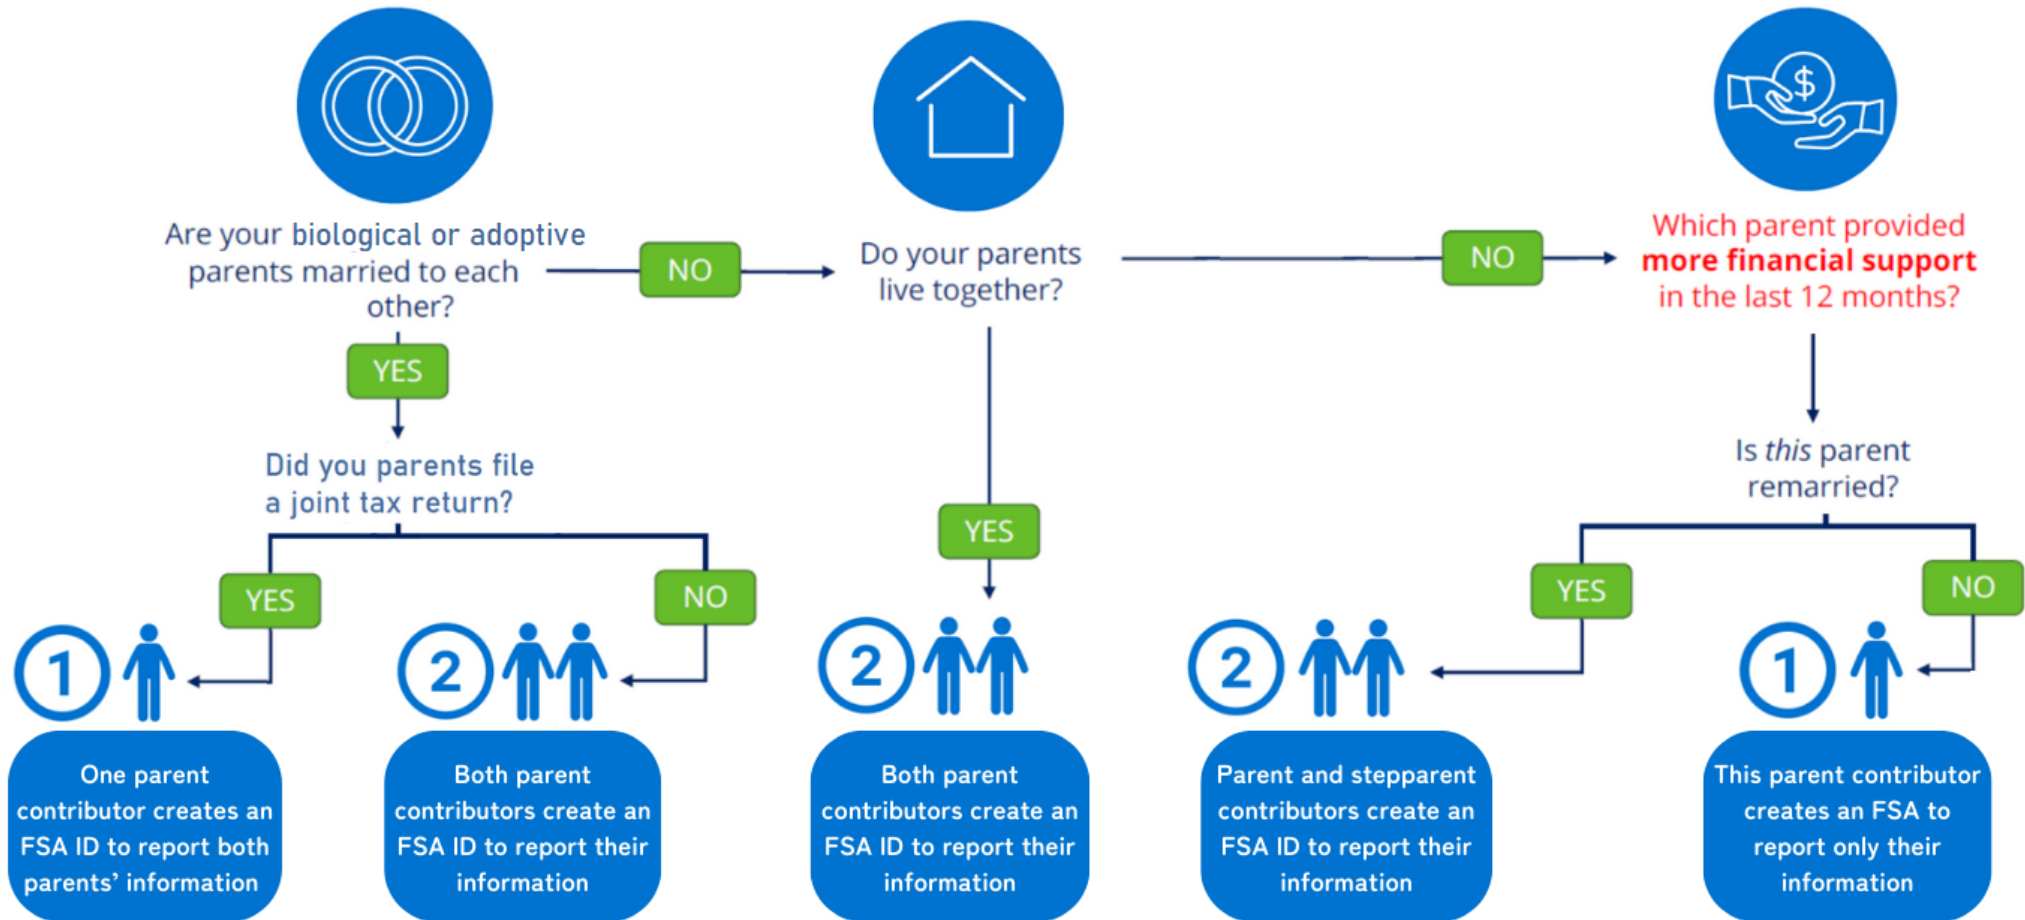 $
Are your biological or adoptive
parents married to each
other?
NO
Do your parents
live together?
NO
Which parent provided
more financial support
in the last 12 months?
YES
Did you parents file
a joint tax return?
YES
NO
YES
Is this parent
remarried?
YES
NO
1
2
2
2
1
One parent
contributor creates an
FSA ID to report both
parents’ information
Both parent
contributors create an
FSA ID to report their
information
Both parent
contributors create an
FSA ID to report their
information
Parent and stepparent
contributors create an
FSA ID to report their
information
This parent contributor
creates an FSA to
report only their
information